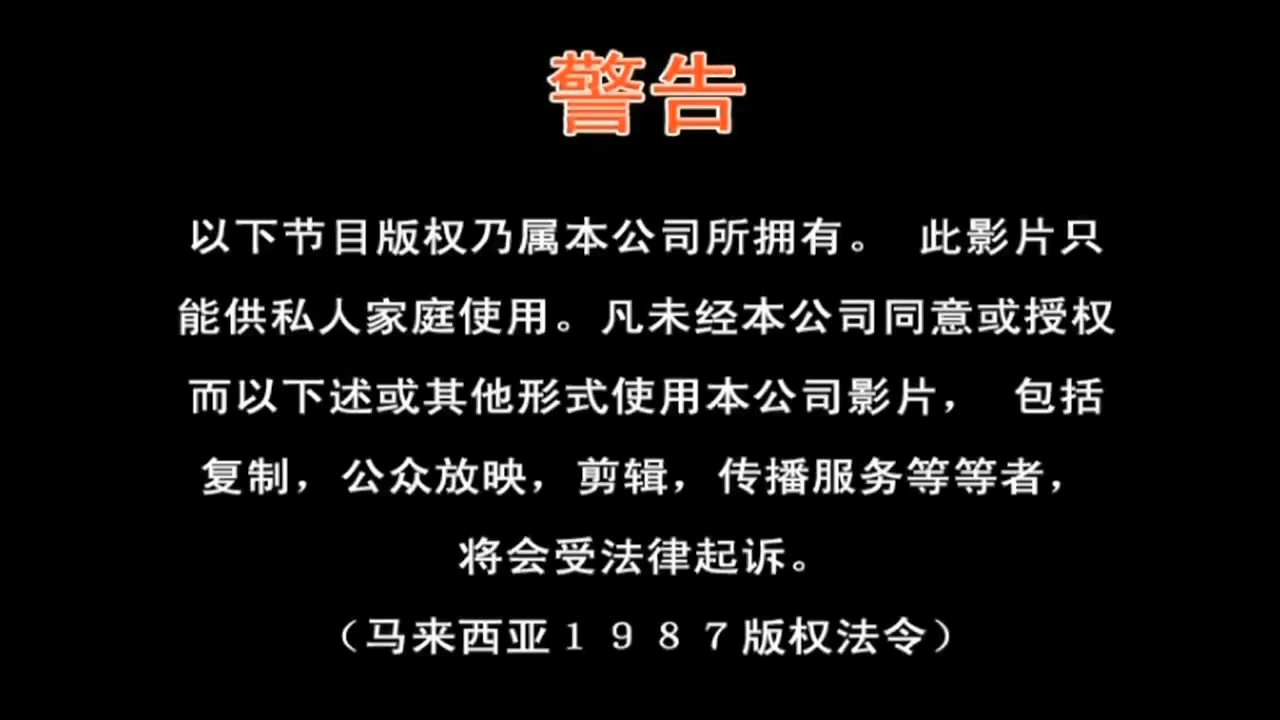 警告
以下节目版权乃属本公司所拥有。 此影片只
能供私人家庭使用。凡未经本公司同意或授权
而以下述或其他形式使用本公司影片， 包括
复制，公众放映，剪辑，传播服务等等者，
将会受法律起诉。
（马来西亚１９８７版权法令）